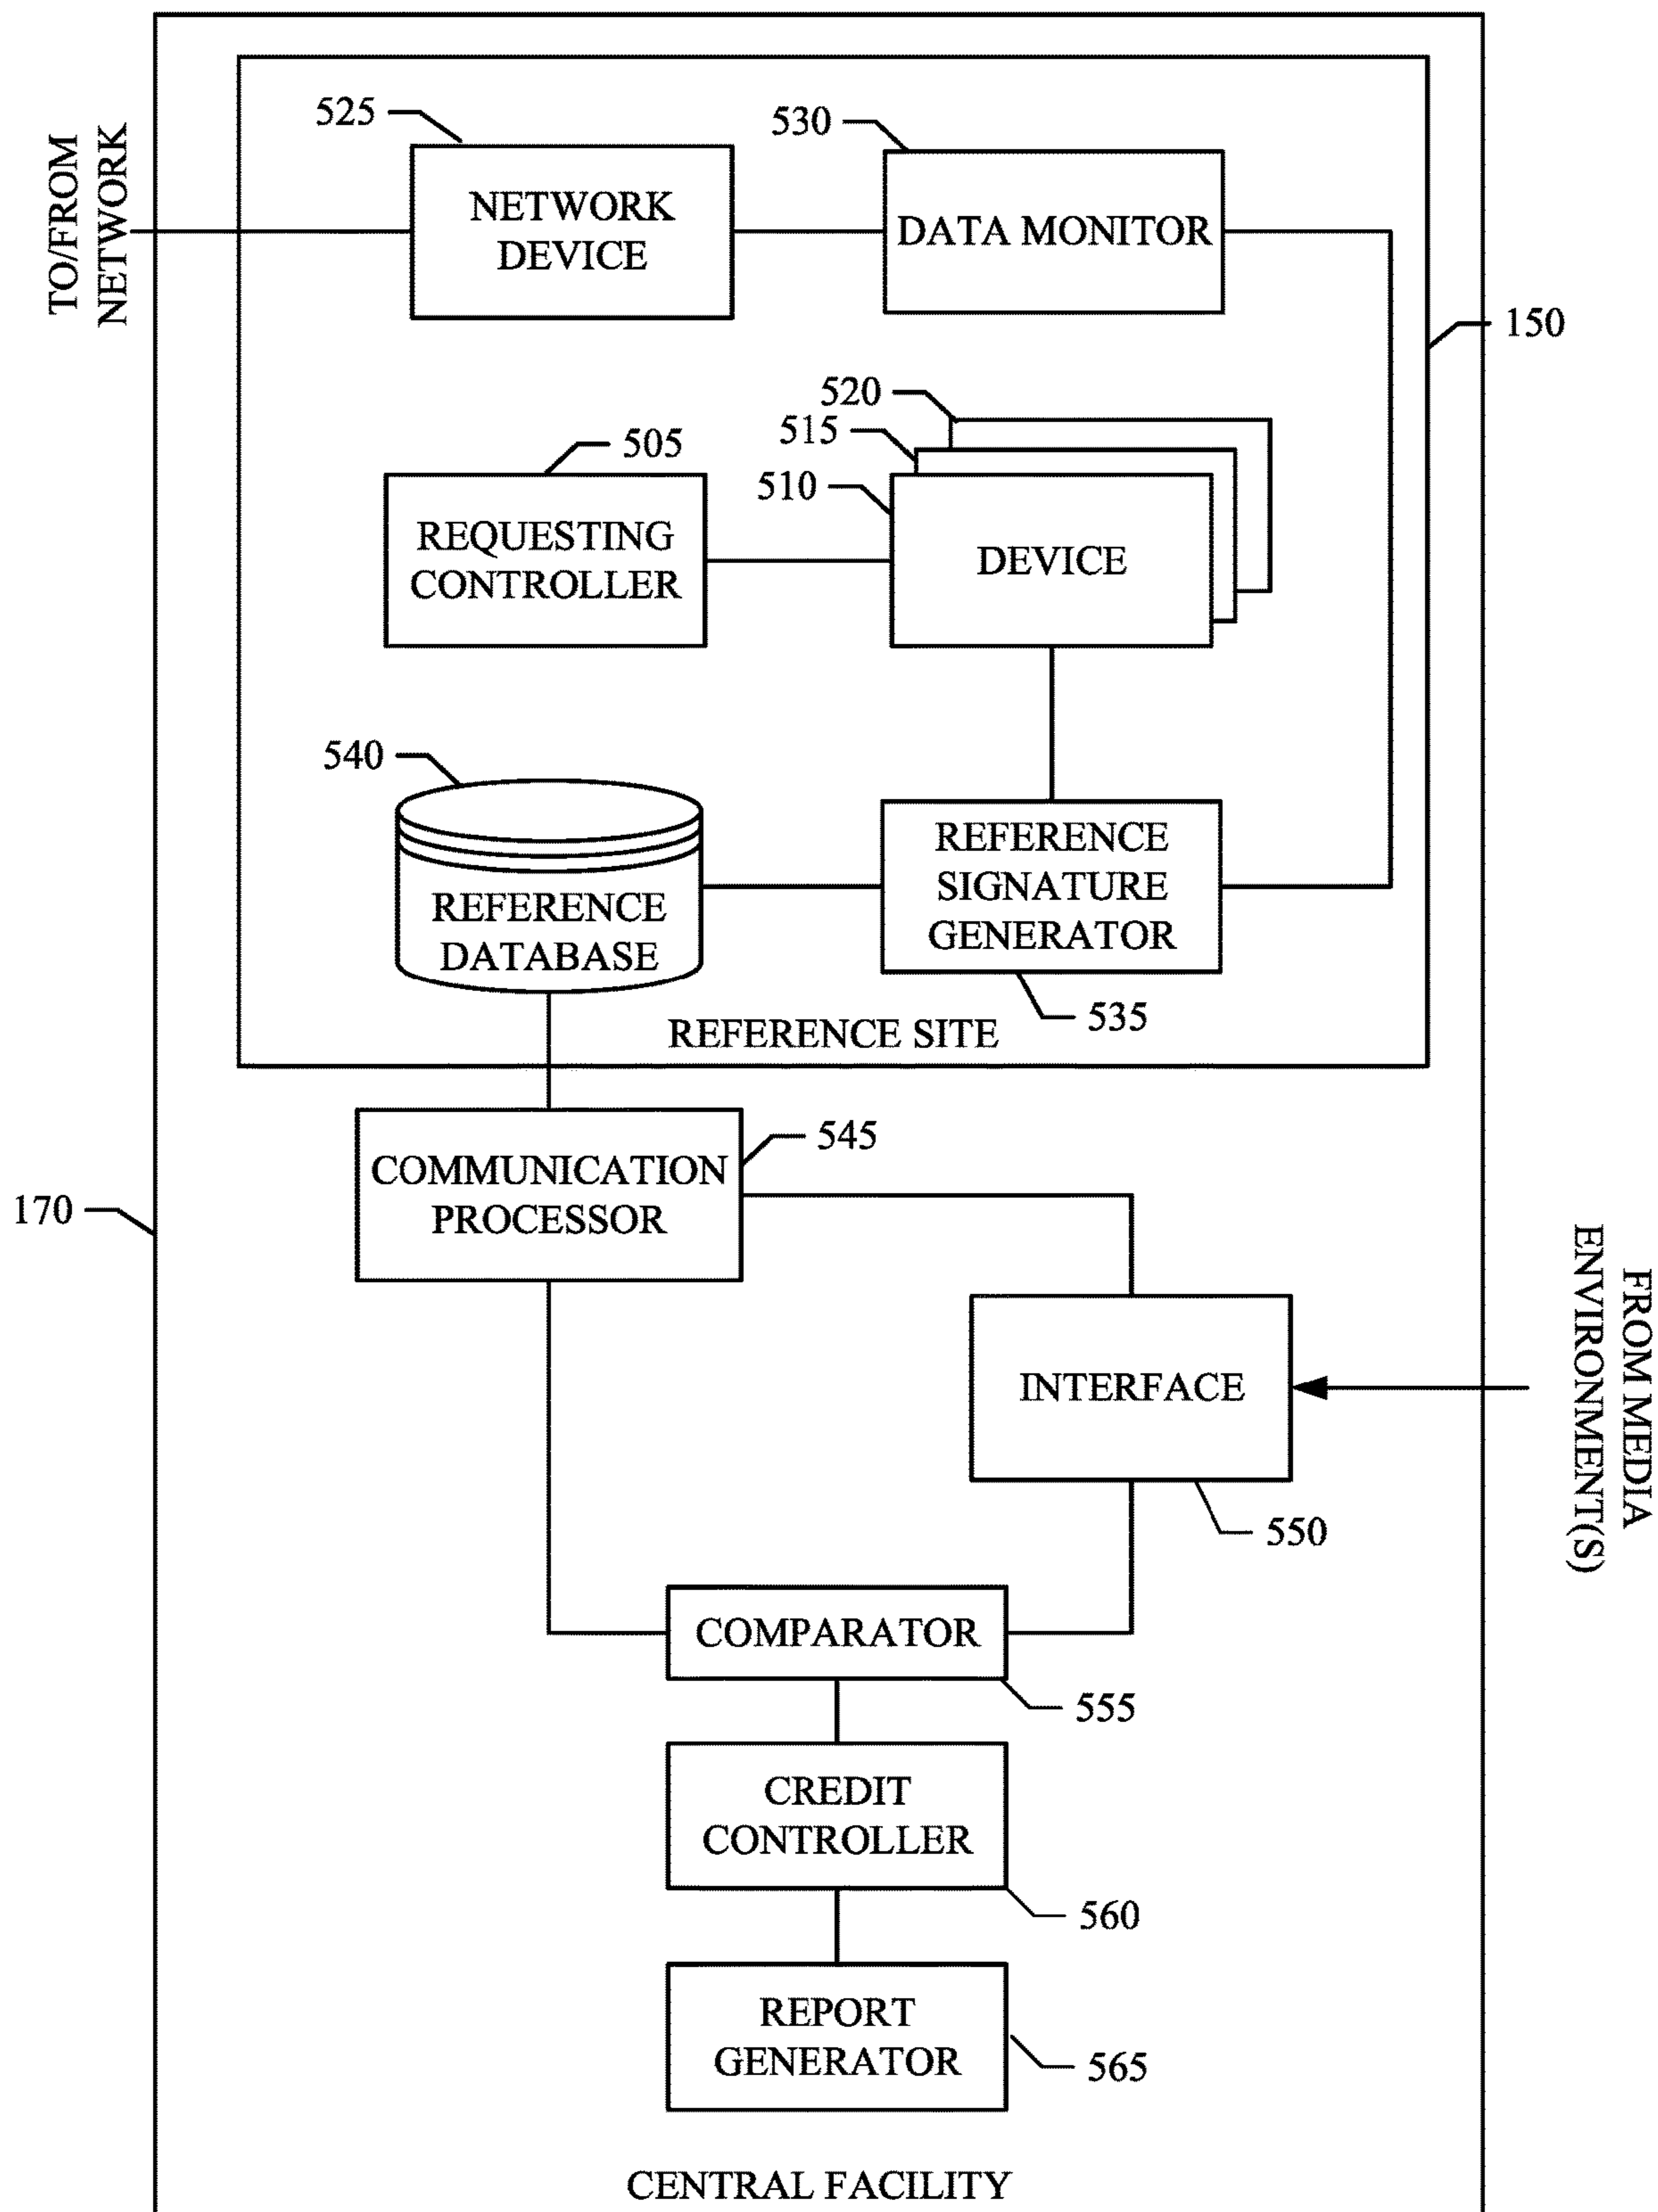 TO/FROM
NETWORK
525
NETWORK
DEVICE
530
DATA MONITOR
150
505
REQUESTING
CONTROLLER
520
515
510
DEVICE
540
REFERENCE
DATABASE
REFERENCE
SIGNATURE
GENERATOR
535
REFERENCE SITE
545
COMMUNICATION
PROCESSOR
170
INTERFACE
550
FROM MEDIA
ENVIRONMENT(S)
COMPARATOR
555
CREDIT
CONTROLLER
560
REPORT
GENERATOR
565
CENTRAL FACILITY